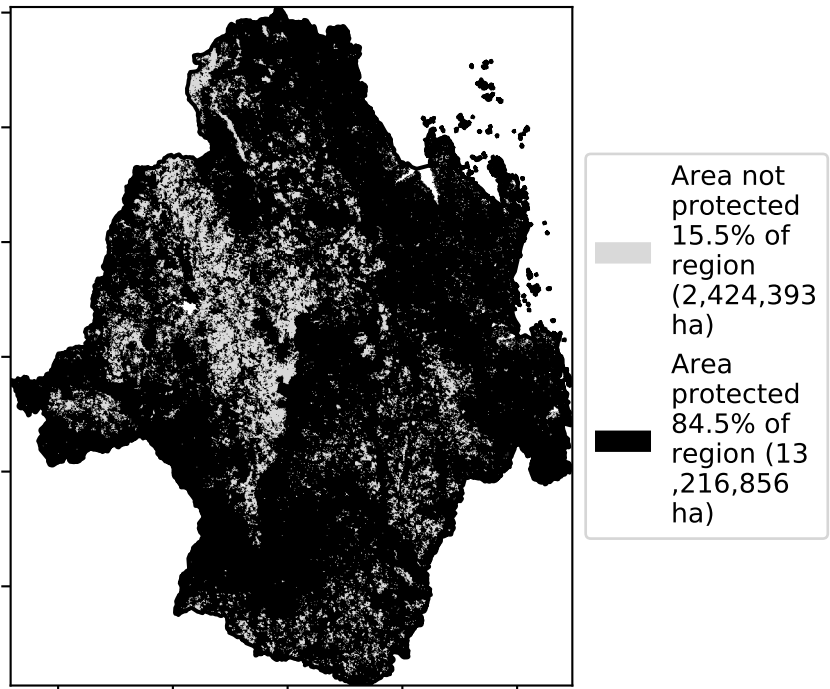 Area not
protected
15.5% of
region
(2,424,393
ha)
Area
protected
84.5% of
region (13
,216,856
ha)